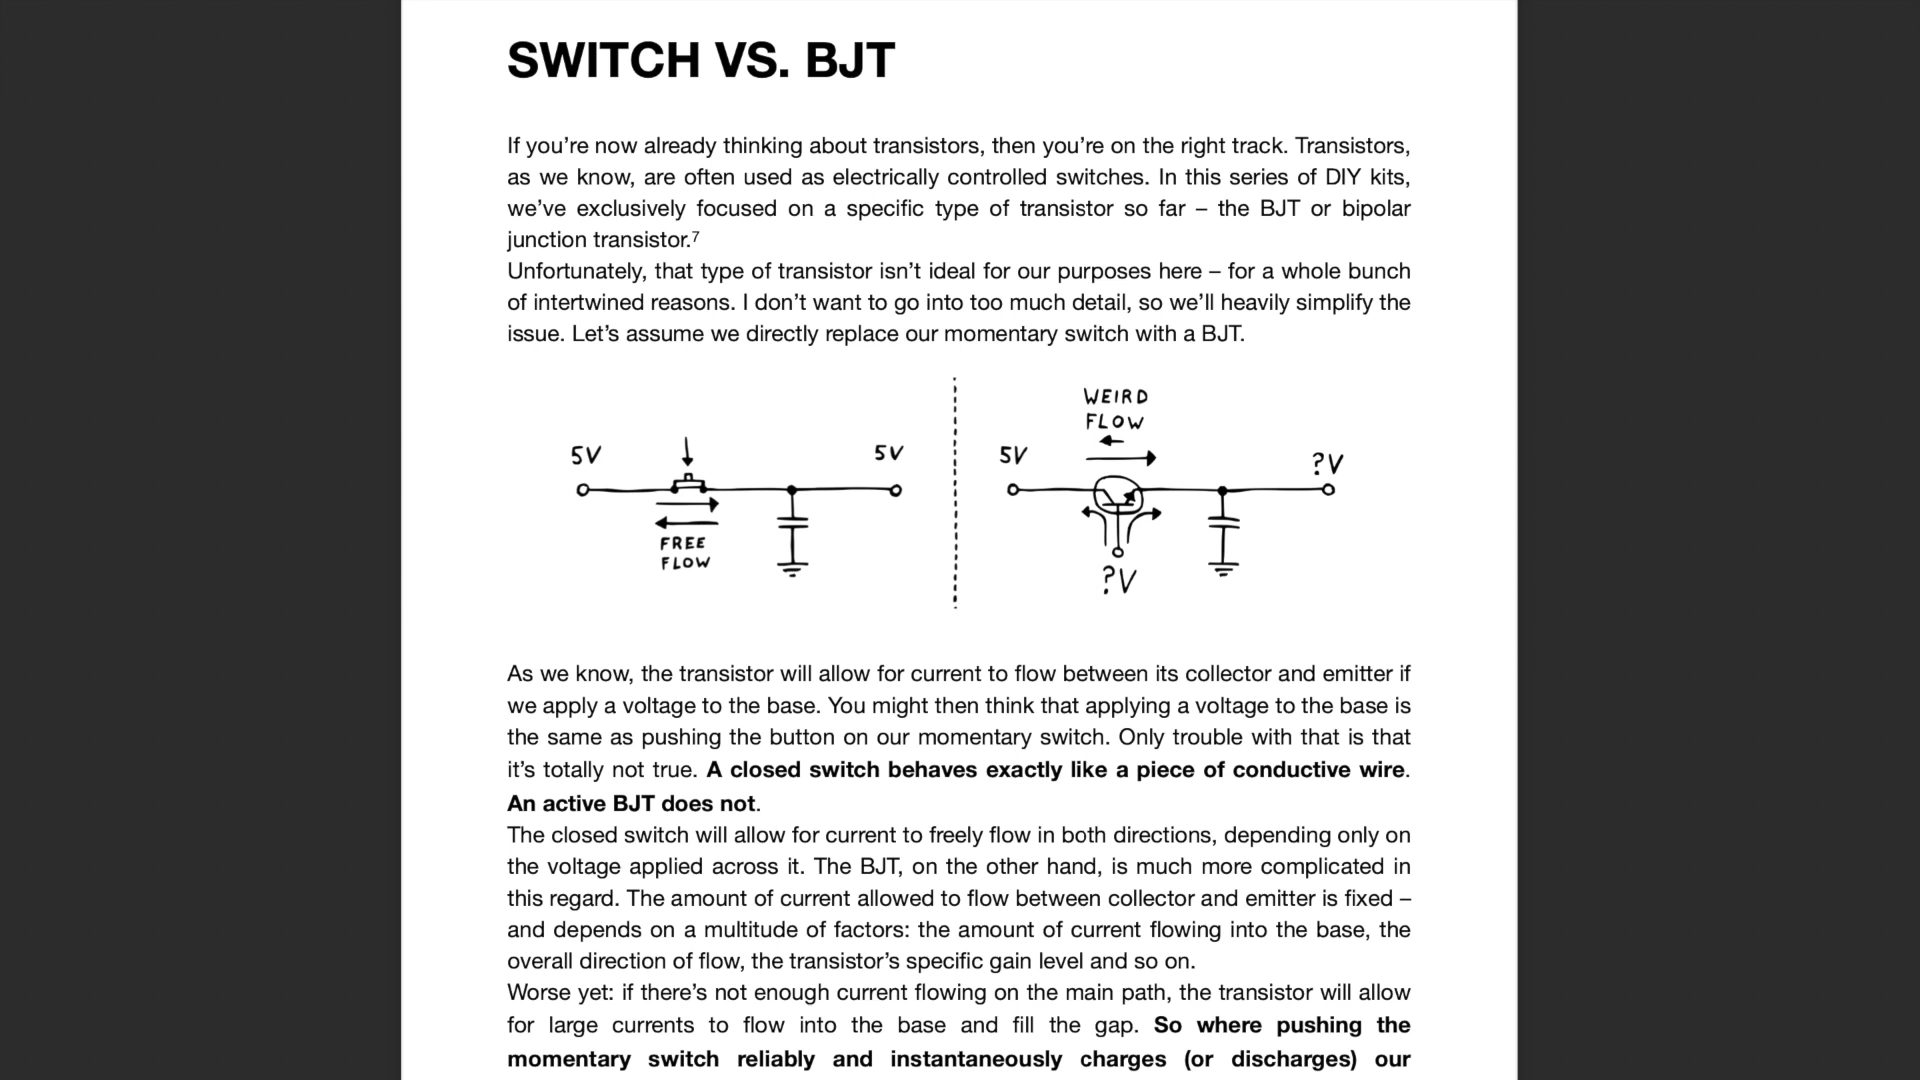 SWITCH VS. BJT
If you’re now already thinking about transistors, then you’re on the right track. Transistors,
as we know, are often used as electrically controlled switches. In this series of DIY kits,
we’ve exclusively focused on a specific type of transistor so far – the BJT or bipolar
junction transistor.⁷
Unfortunately, that type of transistor isn’t ideal for our purposes here – for a whole bunch
of intertwined reasons. I don’t want to go into too much detail, so we’ll heavily simplify the
issue. Let’s assume we directly replace our momentary switch with a BJT.
5V
5V
FREE
FLOW
WEIRD
FLOW
5V
?V
?V
As we know, the transistor will allow for current to flow between its collector and emitter if
we apply a voltage to the base. You might then think that applying a voltage to the base is
the same as pushing the button on our momentary switch. Only trouble with that is that
it’s totally not true. A closed switch behaves exactly like a piece of conductive wire.
An active BJT does not.
The closed switch will allow for current to freely flow in both directions, depending only on
the voltage applied across it. The BJT, on the other hand, is much more complicated in
this regard. The amount of current allowed to flow between collector and emitter is fixed –
and depends on a multitude of factors: the amount of current flowing into the base, the
overall direction of flow, the transistor’s specific gain level and so on.
Worse yet: if there’s not enough current flowing on the main path, the transistor will allow
for large currents to flow into the base and fill the gap. So where pushing the
momentary switch reliably and instantaneously charges (or discharges) our